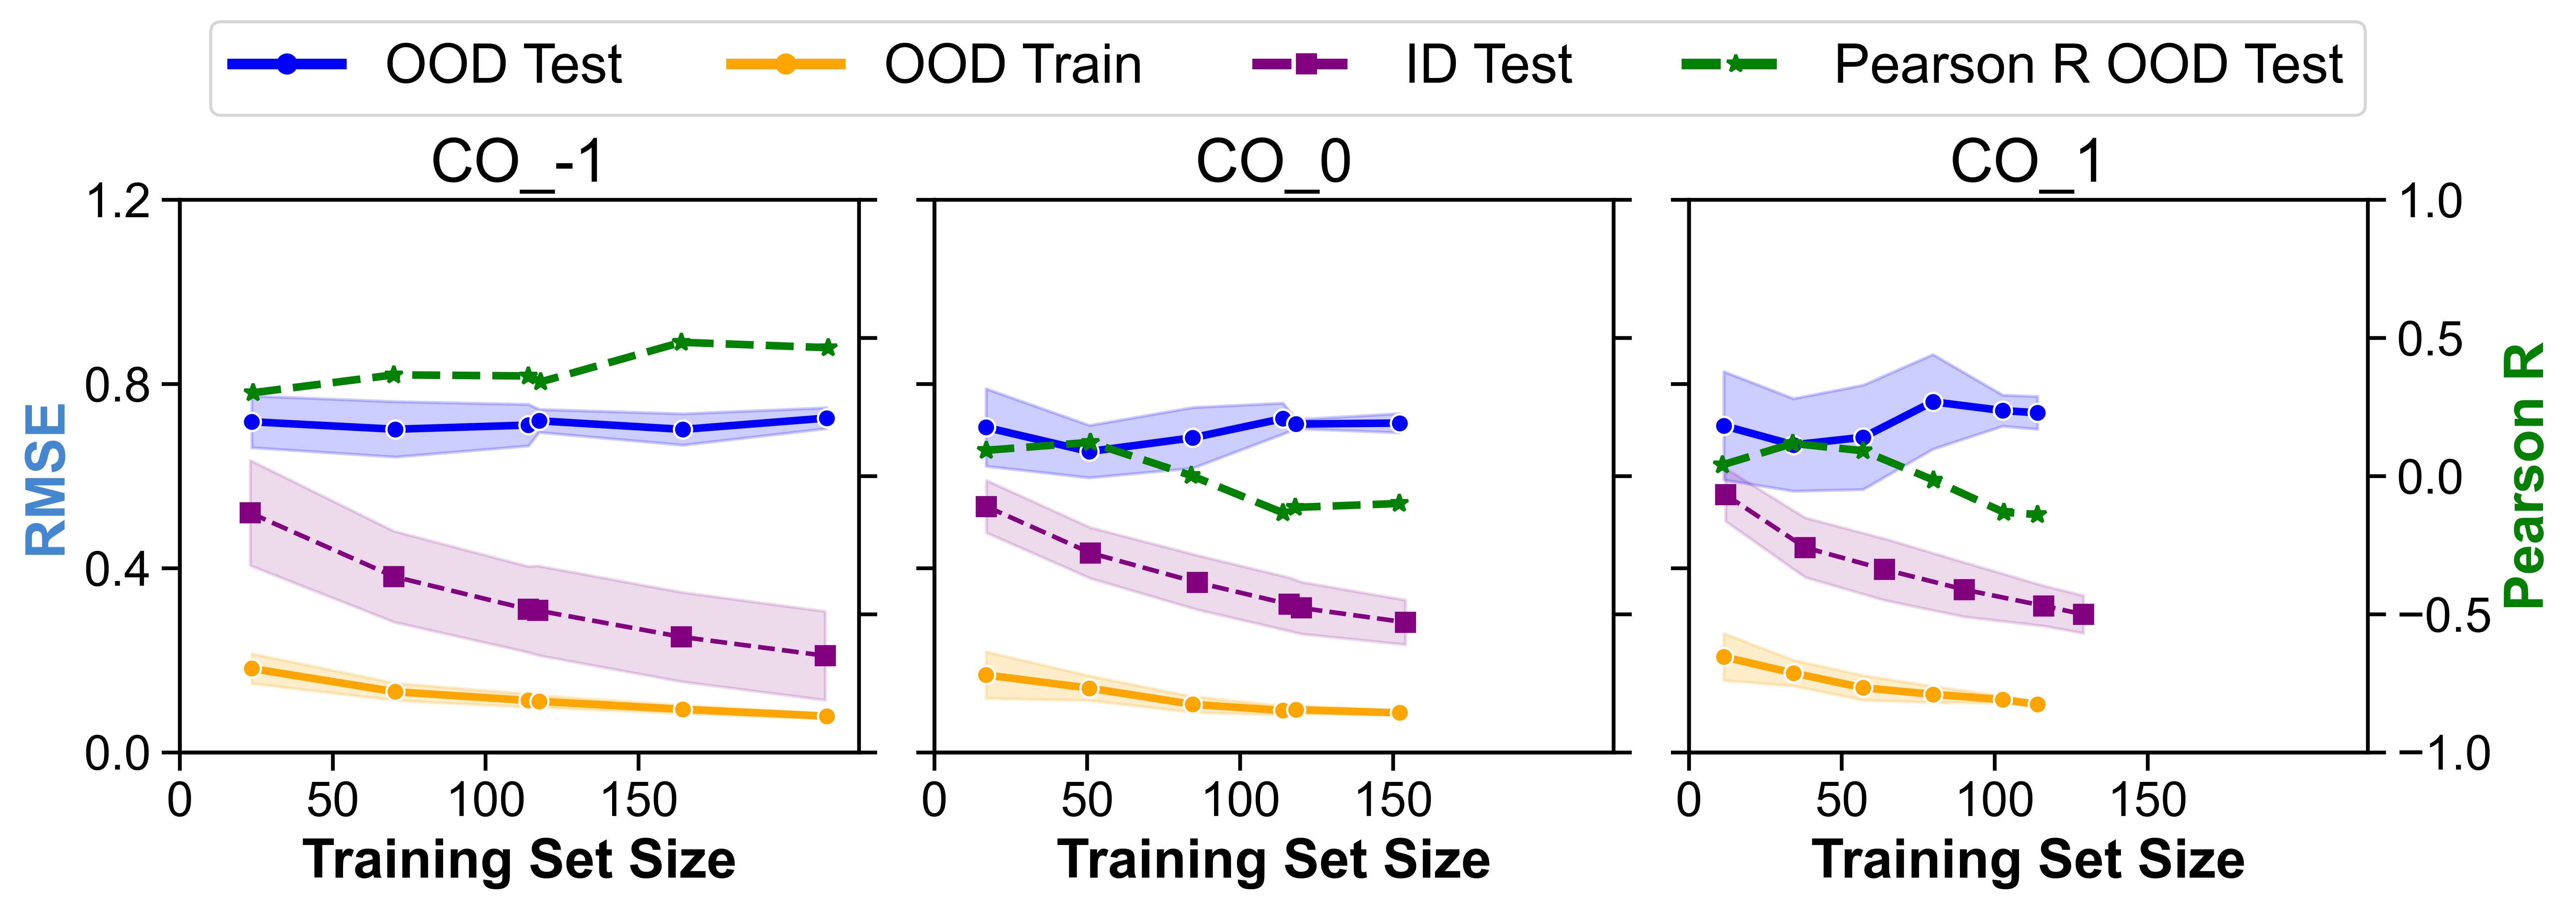 OOD Test OOD Train ID Test Pearson R OOD Test
CO_-1 CO_0 CO_1
1.2 1.0
0.5
0.8
0.0
0.4
−0.5
0.0 −1.0
RMSE
Pearson R
0 50 100 150 0 50 100 150 0 50 100 150
Training Set Size Training Set Size Training Set Size